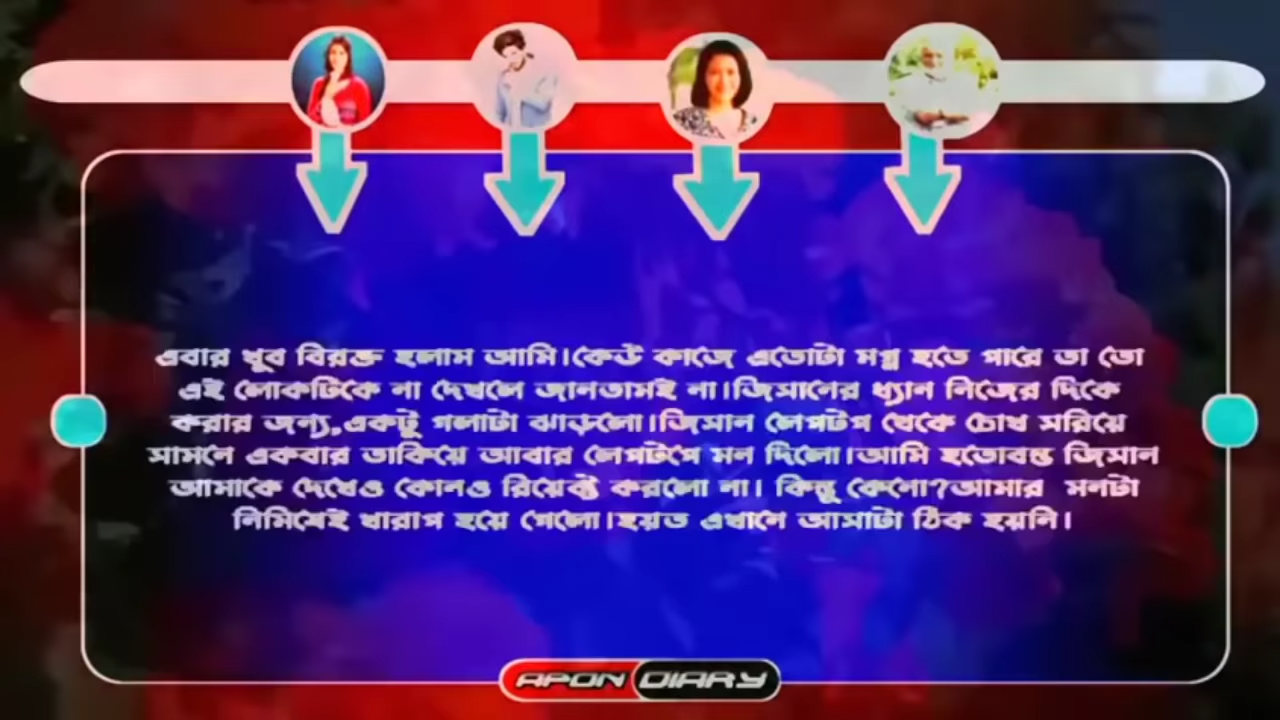 এবার খুব বিরক্ত হলাম আমি।কেউ কাজে এতোটা মগ্ন হতে পারে তা তো
এই লোকটিকে না দেখলে জানতামই না।জিসানের ধ্যান নিজের দিকে
করার জন্য,একটু গলাটা ঝাড়লো।জিসান লেপটপ থেকে চোখ সরিয়ে
সামনে একবার তাকিয়ে আবার লেপটপে মন দিলো।আমি হতোবম্ভ জিসান
আমাকে দেখেও কোনও রিয়েক্ট করলো না। কিন্তু কেনো?আমার মনটা
নিমিষেই খারাপ হয়ে গেলো।হয়ত এখানে আসাটা ঠিক হয়নি।
APON DIARY